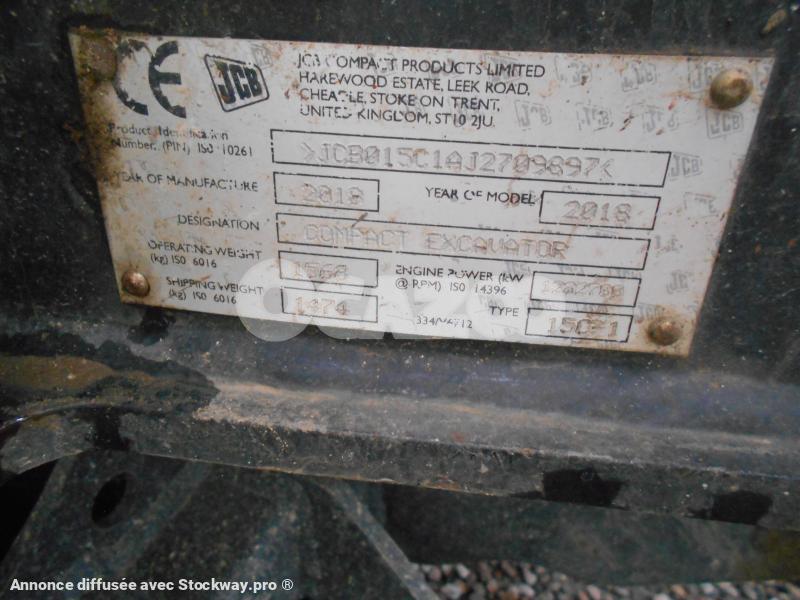 CE JCB JCB COMPACT PRODUCTS LIMITED
HAREWOOD ESTATE, LEEK ROAD,
CHEADLE, STOKE ON TRENT,
UNITED KINGDOM, ST10 2JU.
Product Identification
Number. (PIN) ISO 10261 >JCB015C1AJ2709897<
YEAR OF MANUFACTURE 2018 YEAR OF MODEL 2018
DESIGNATION COMPACT EXCAVATOR
OPERATING WEIGHT
(kg) ISO 6016 1568
ENGINE POWER (kW
@ RPM) ISO 14396
SHIPPING WEIGHT
(kg) ISO 6016 1474
TYPE 15C-1
Annonce diffusée avec Stockway.pro ®